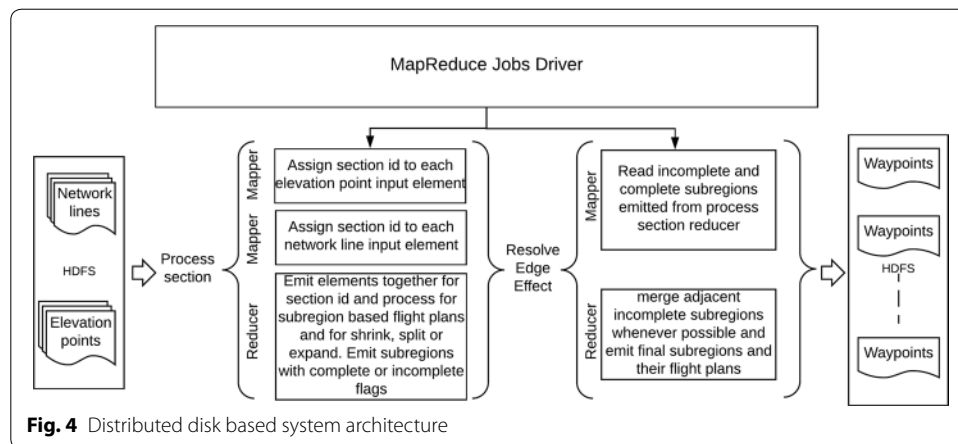 MapReduce Jobs Driver
Network
lines
HDFS
Elevation
points
Process
section
Mapper
Assign section id to each
elevation point input element
Mapper
Assign section id to each
network line input element
Reducer
Emit elements together for
section id and process for
subregion based flight plans
and for shrink, split or
expand. Emit subregions
with complete or incomplete
flags
Resolve
Edge
Effect
Mapper
Read incomplete and
complete subregions
emitted from process
section reducer
Reducer
merge adjacent
incomplete subregions
whenever possible and
emit final subregions and
their flight plans
Waypoints
Waypoints
HDFS
Waypoints
Fig. 4 Distributed disk based system architecture